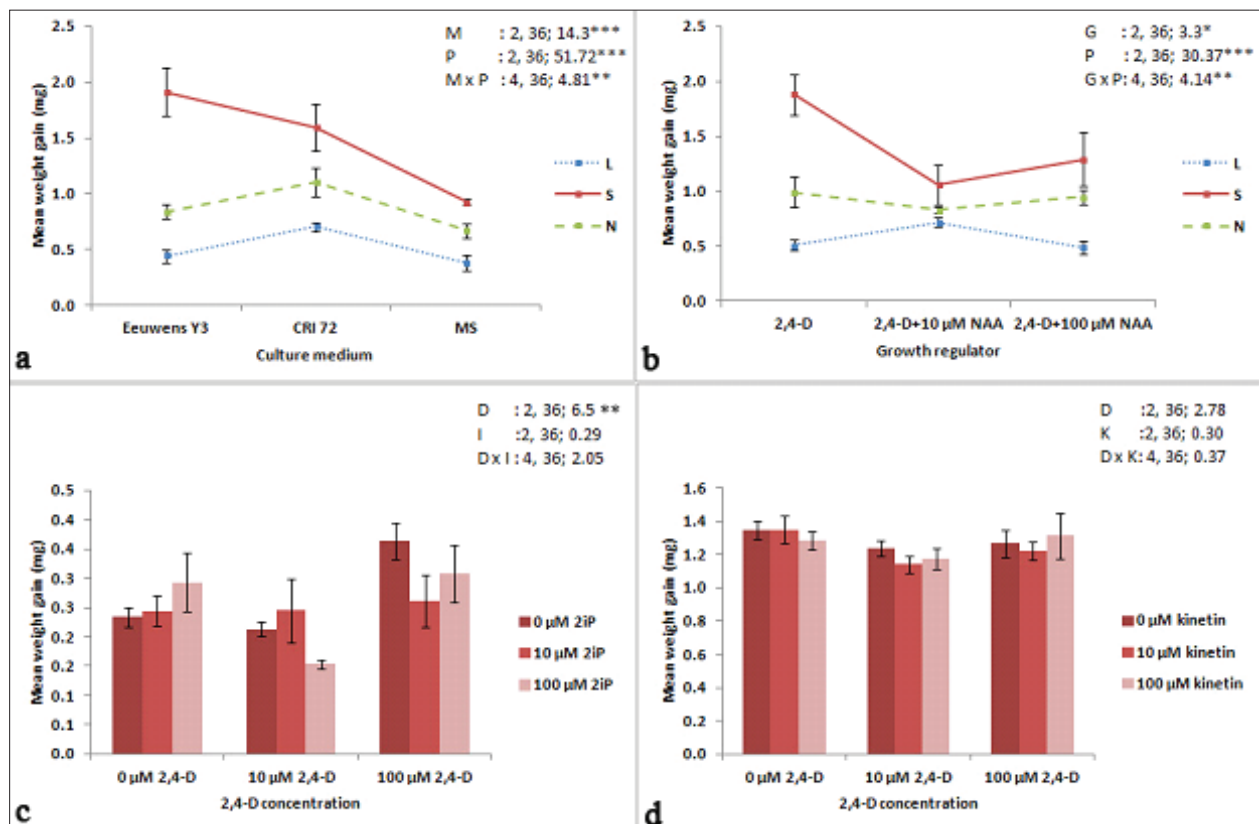 2.5
2.0
1.5
1.0
0.5
0.0
Mean weight gain (mg)
M : 2, 36; 14.3***
P : 2, 36; 51.72***
M x P : 4, 36; 4.81**
L
S
N
Eeuwens Y3 CRI 72 MS
Culture medium
a
2.5
2.0
1.5
1.0
0.5
0.0
Mean weight gain (mg)
G : 2, 36; 3.3*
P : 2, 36; 30.37***
G x P: 4, 36; 4.14**
L
S
N
2,4-D 2,4-D+10 µM NAA 2,4-D+100 µM NAA
Growth regulator
b
0.5
0.4
0.4
0.3
0.3
0.2
0.2
0.1
0.1
0.0
Mean weight gain (mg)
D : 2, 36; 6.5 **
I :2, 36; 0.29
D x I : 4, 36; 2.05
0 µM 2iP
10 µM 2iP
100 µM 2iP
0 µM 2,4-D 10 µM 2,4-D 100 µM 2,4-D
2,4-D concentration
c
1.6
1.4
1.2
1.0
0.8
0.6
0.4
0.2
0.0
Mean weight gain (mg)
D :2, 36; 2.78
K :2, 36; 0.30
D x K: 4, 36; 0.37
0 µM kinetin
10 µM kinetin
100 µM kinetin
0 µM 2,4-D 10 µM 2,4-D 100 µM 2,4-D
2,4-D concentration
d